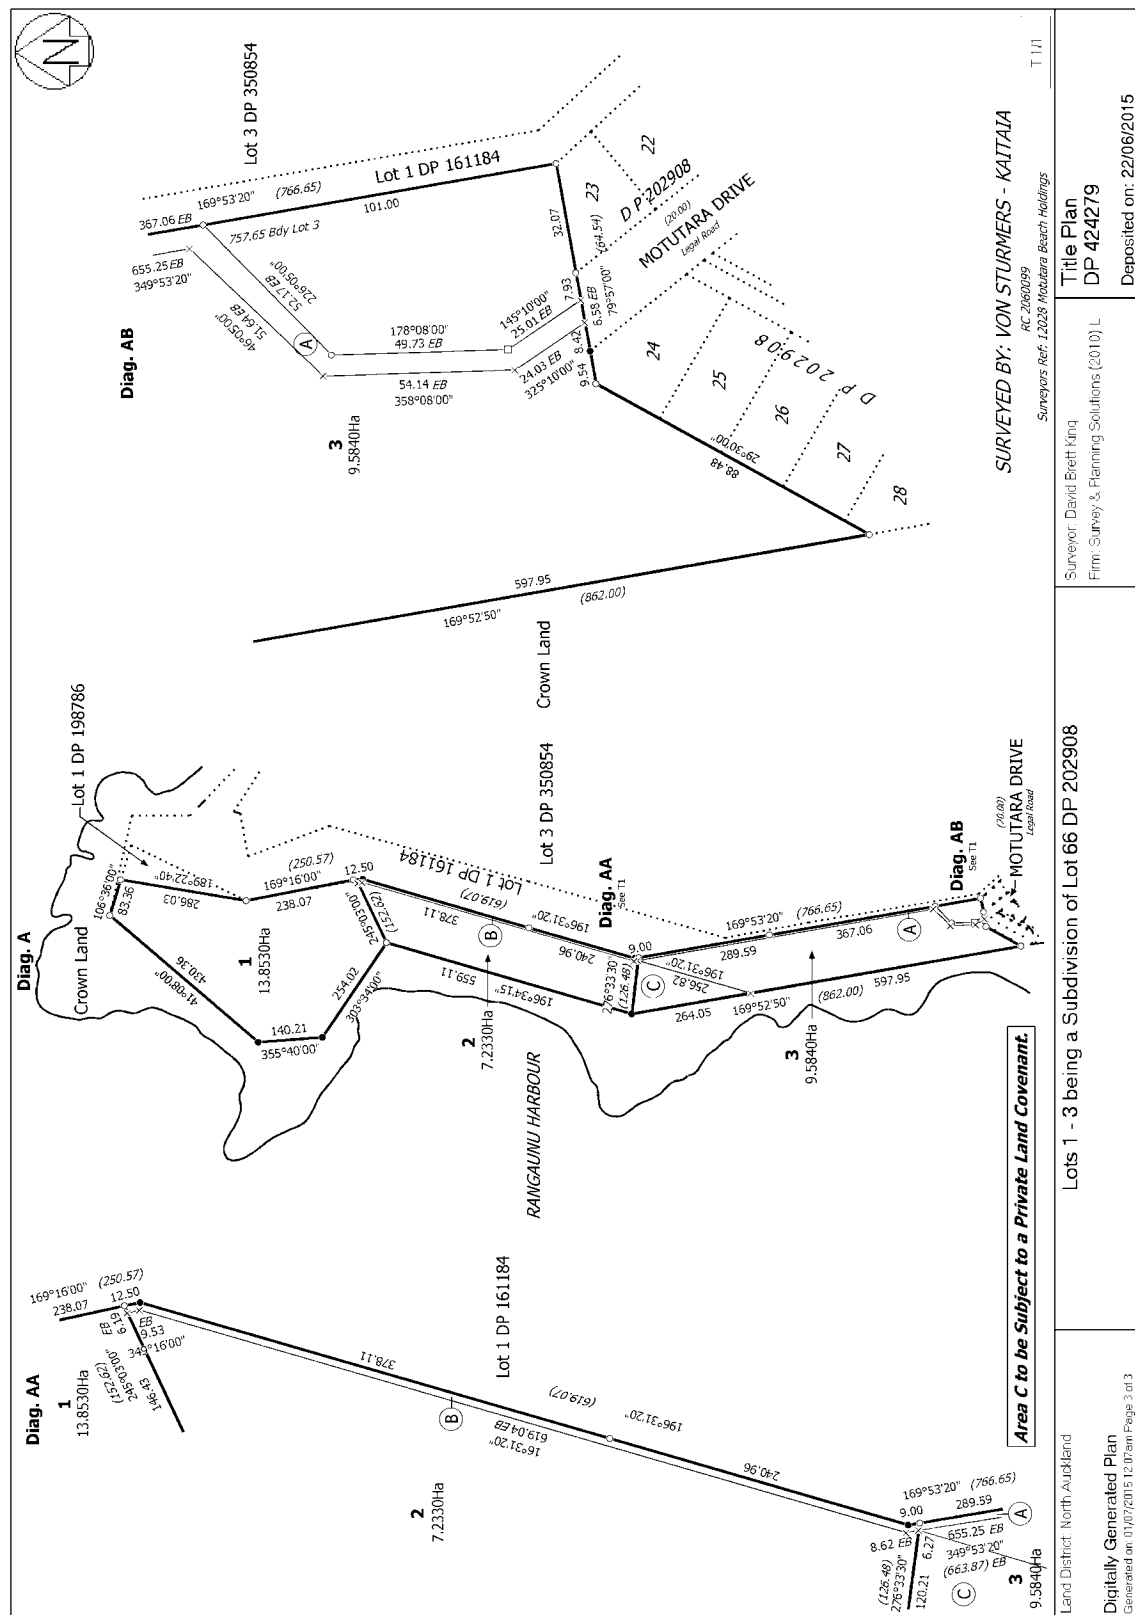 N
Diag. AB
Lot 3 DP 350854
367.06 EB
169°53'20"
(766.65)
Lot 1 DP 161184
101.00
757.65 Bdy Lot 3
655.25 EB
349°53'20"
226°05'00"
52.17 EB
46°05'00"
51.64 EB
A
178°08'00"
49.73 EB
145°10'00"
25.01 EB
54.14 EB
358°08'00"
24.03 EB
325°10'00"
3
9.5840Ha
32.07
7.93
6.58 EB
8.42
9.54
79°57'00"
(64.54)
23
22
D P 202908
(20.00)
MOTUTARA DRIVE
Legal Road
24
25
26
27
28
D P 202908
29°30'00"
88.48
597.95
(862.00)
169°52'50"
Crown Land
T 1/1
SURVEYED BY: VON STURMERS - KAITAIA
RC 2060099
Surveyors Ref: 12028 Motutara Beach Holdings
Diag. A
Crown Land
Lot 1 DP 198786
106°36'00"
83.36
189°22'40"
286.03
41°08'00"
430.36
1
13.8530Ha
169°16'00"
(250.57)
238.07
140.21
355°40'00"
254.02
303°34'00"
12.50
245°03'00"
(152.62)
Lot 1 DP 161184
Lot 3 DP 350854
378.11
(619.07)
B
196°31'20"
240.96
559.11
196°34'15"
2
7.2330Ha
RANGAUNU HARBOUR
Diag. AA
See T1
9.00
276°33'30"
(126.48)
C
196°31'20"
256.82
169°53'20"
(766.65)
289.59
367.06
A
264.05
169°52'50"
(862.00)
597.95
3
9.5840Ha
Diag. AB
See T1
(20.00)
MOTUTARA DRIVE
Legal Road
Diag. AA
1
13.8530Ha
169°16'00"
(250.57)
238.07
12.50
6.19
EB
EB
9.53
349°16'00"
(152.62)
245°03'00"
146.43
378.11
Lot 1 DP 161184
B
(619.07)
619.04 EB
16°31'20"
196°31'20"
240.96
2
7.2330Ha
169°53'20"
(766.65)
9.00
289.59
8.62 EB
6.27
655.25 EB
349°53'20"
(663.87) EB
A
(126.48)
276°33'30"
120.21
C
3
9.5840Ha
Area C to be Subject to a Private Land Covenant.
Land District: North Auckland
Digitally Generated Plan
Generated on: 01/07/2015 12:07am Page 3 of 3
Lots 1 - 3 being a Subdivision of Lot 66 DP 202908
Surveyor: David Brett King
Firm: Survey & Planning Solutions (2010) L
Title Plan
DP 424279
Deposited on: 22/06/2015